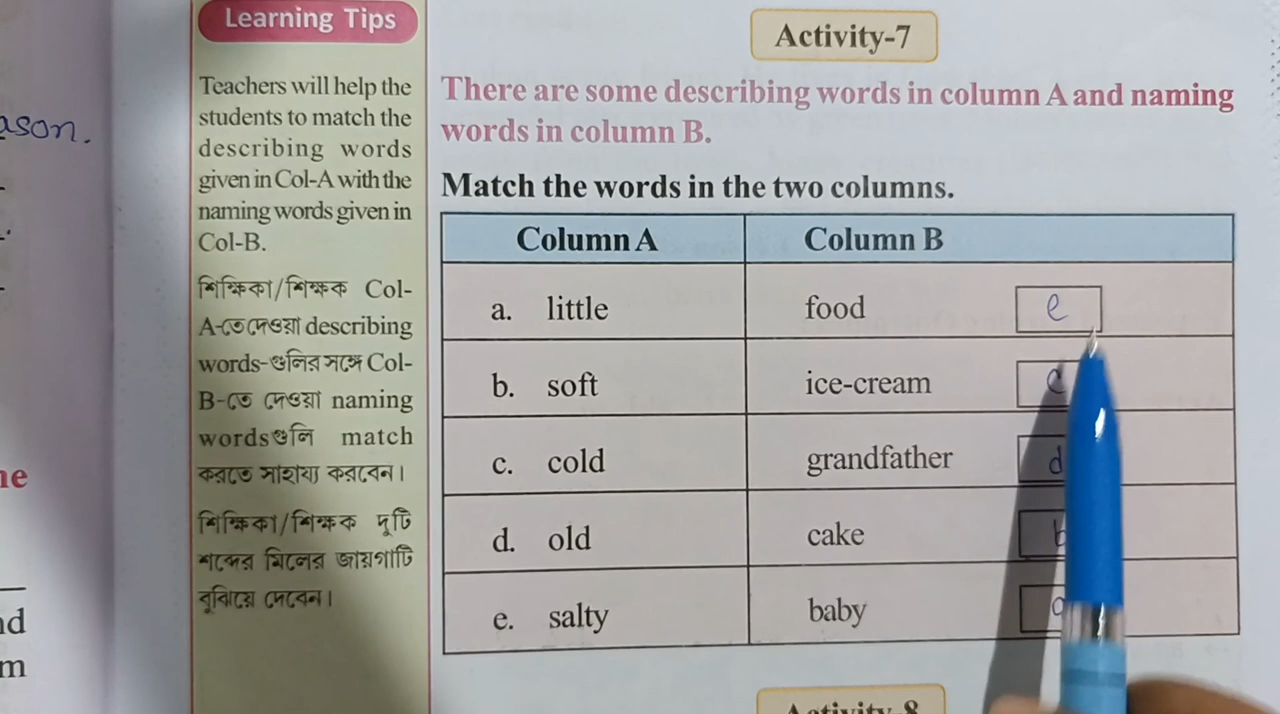 ason.
ne
nd
m
Learning Tips
Teachers will help the
students to match the
describing words
given in Col-A with the
naming words given in
Col-B.
শিক্ষিকা/শিক্ষক Col-
A-তে দেওয়া describing
words-গুলির সঙ্গে Col-
B-তে দেওয়া naming
wordsগুলি match
করতে সাহায্য করবেন।
শিক্ষিকা/শিক্ষক দুটি
শব্দের মিলের জায়গাটি
বুঝিয়ে দেবেন।
Activity-7
There are some describing words in column A and naming
words in column B.
Match the words in the two columns.
Column A Column B
a. little food e
b. soft ice-cream c
c. cold grandfather d
d. old cake b
e. salty baby a
Activity-8